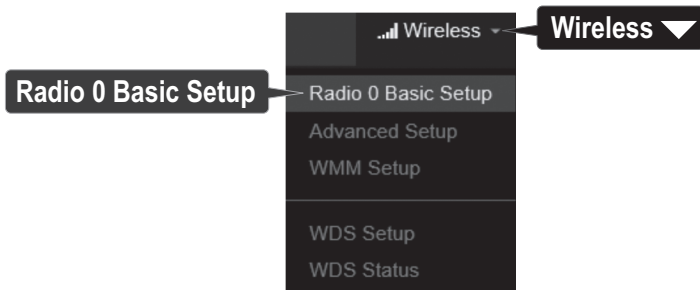 Wireless
Wireless
Radio 0 Basic Setup
Radio 0 Basic Setup
Advanced Setup
WMM Setup
WDS Setup
WDS Status